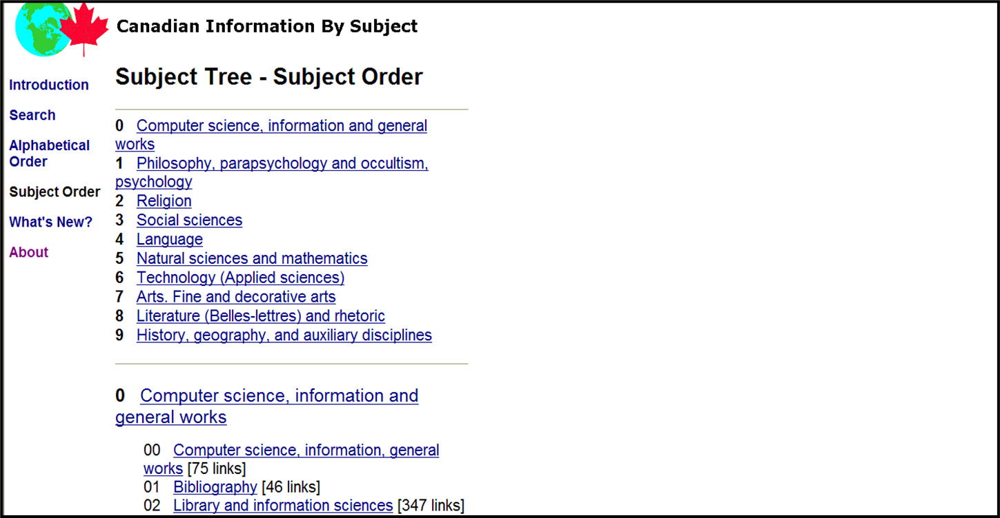 Canadian Information By Subject
Introduction
Search
Alphabetical
Order
Subject Order
What's New?
About
Subject Tree - Subject Order
0 Computer science, information and general
works
1 Philosophy, parapsychology and occultism,
psychology
2 Religion
3 Social sciences
4 Language
5 Natural sciences and mathematics
6 Technology (Applied sciences)
7 Arts. Fine and decorative arts
8 Literature (Belles-lettres) and rhetoric
9 History, geography, and auxiliary disciplines
0 Computer science, information and
general works
00 Computer science, information, general
works [75 links]
01 Bibliography [46 links]
02 Library and information sciences [347 links]